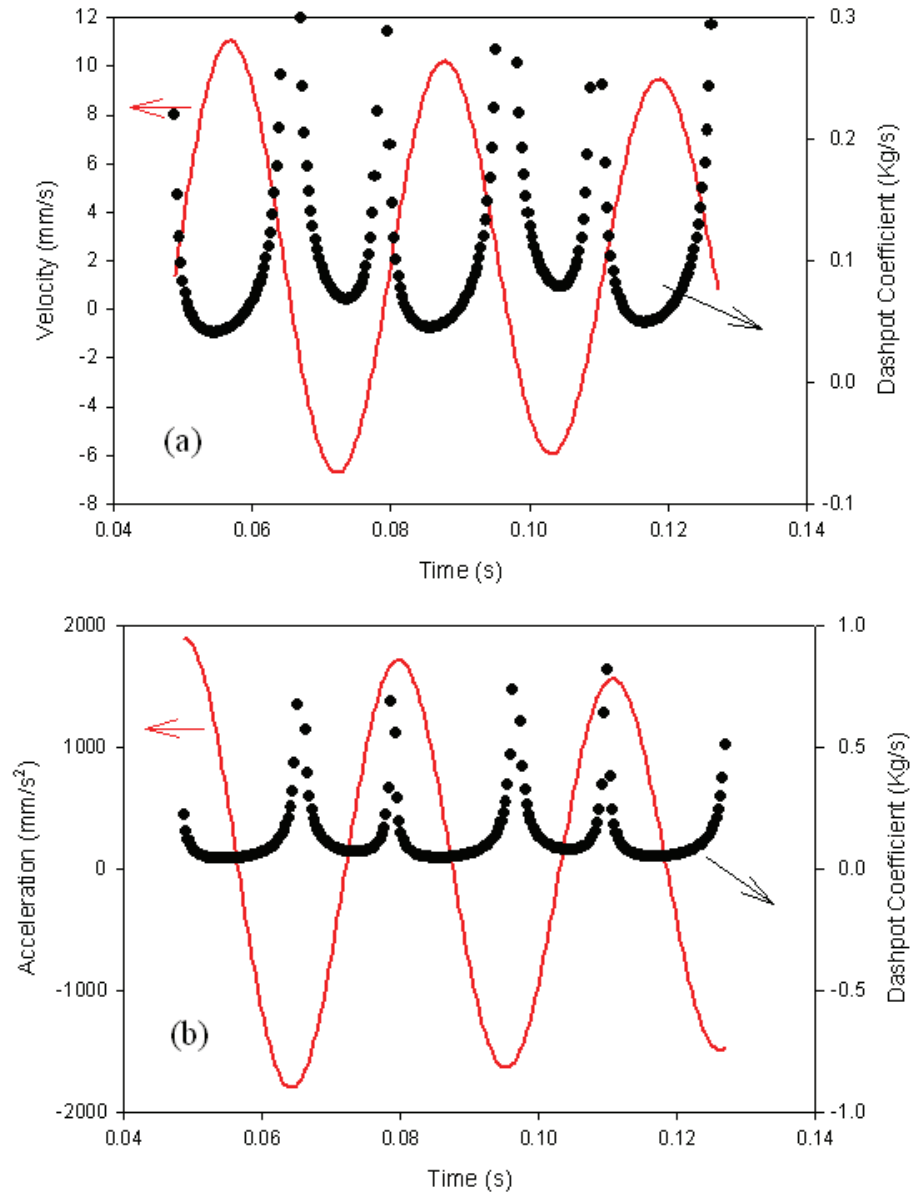 12
10
8
6
4
2
0
-2
-4
-6
-8
Velocity (mm/s)
0.3
0.2
0.1
0.0
-0.1
Dashpot Coefficient (Kg/s)
(a)
0.04 0.06 0.08 0.10 0.12 0.14
Time (s)
2000
1000
0
-1000
-2000
Acceleration (mm/s²)
1.0
0.5
0.0
-0.5
-1.0
Dashpot Coefficient (Kg/s)
(b)
0.04 0.06 0.08 0.10 0.12 0.14
Time (s)